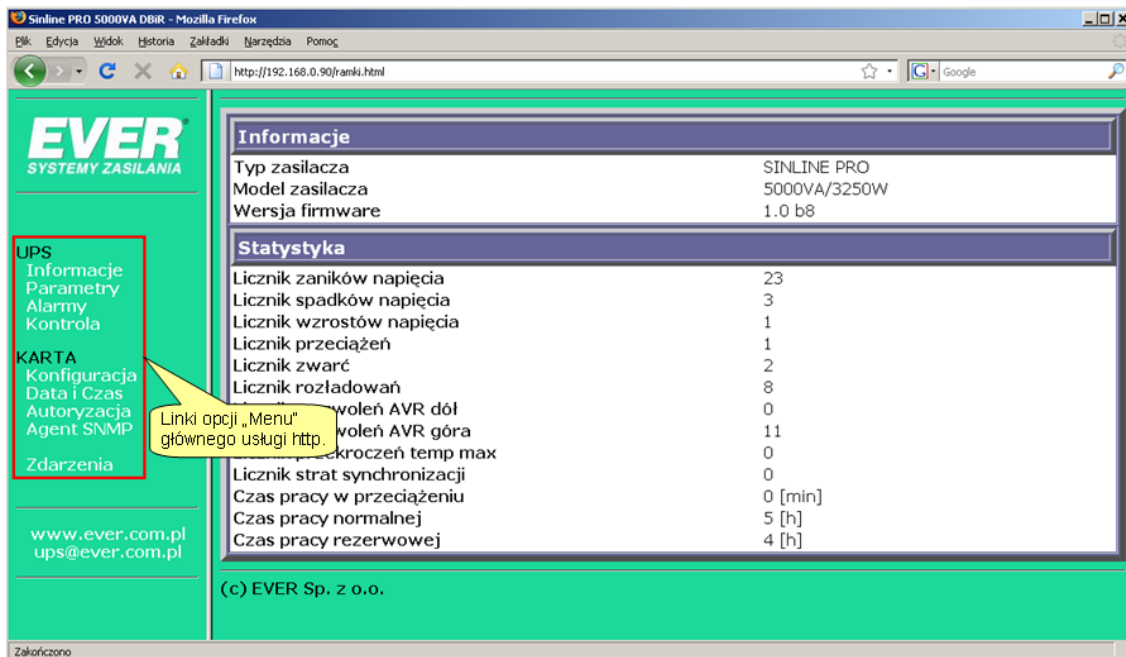 Sinline PRO 5000VA DBiR - Mozilla Firefox
Plik Edycja Widok Historia Zakładki Narzędzia Pomoc
http://192.168.0.90/ramki.html
Google
EVER
SYSTEMY ZASILANIA
UPS
Informacje
Parametry
Alarmy
Kontrola
KARTA
Konfiguracja
Data i Czas
Autoryzacja
Agent SNMP
Zdarzenia
www.ever.com.pl
ups@ever.com.pl
Linki opcji „Menu"
głównego usługi http.
Informacje
Typ zasilacza SINLINE PRO
Model zasilacza 5000VA/3250W
Wersja firmware 1.0 b8
Statystyka
Licznik zaników napięcia 23
Licznik spadków napięcia 3
Licznik wzrostów napięcia 1
Licznik przeciążeń 1
Licznik zwarć 2
Licznik rozładowań 8
AVR dół 0
AVR góra 11
temp max 0
Licznik strat synchronizacji 0
Czas pracy w przeciążeniu 0 [min]
Czas pracy normalnej 5 [h]
Czas pracy rezerwowej 4 [h]
(c) EVER Sp. z o.o.
Zakończono